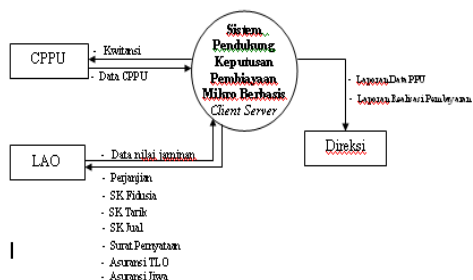 Sistem
Pendukung
Keputusan
Pembiayaan
Mikro Berbasis
Client Server
CPPU
- Kwitansi
- Data CPPU
- Laporan Data PPU
- Laporan Realisasi Pembayaran
Direksi
LAO
- Data nilai jaminan
- Perjanjian
- SK Fidusia
- SK Tarik
- SK Jual
- Surat Pernyataan
- Asuransi TLO
- Asuransi Jiwa